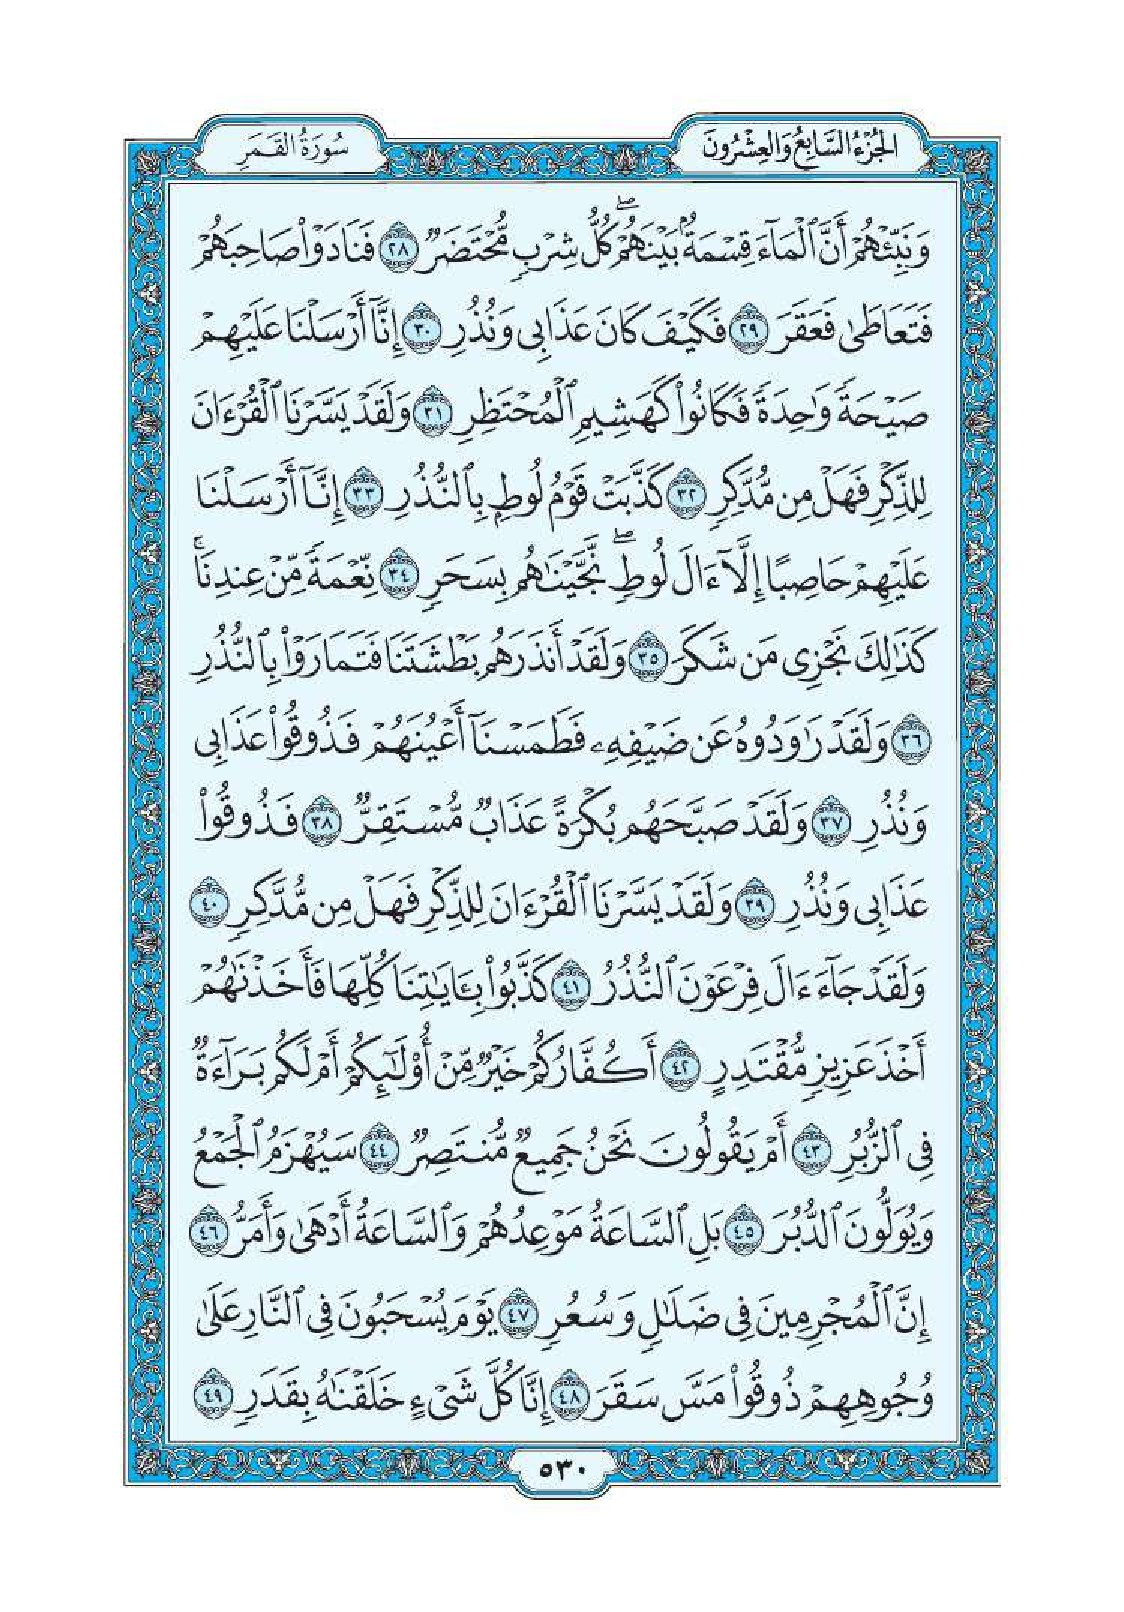 الجُزْءُ السَّابِعُ وَالعِشْرُونَ
سُورَةُ القَمَرِ
وَنَبِّئْهُمْ أَنَّ ٱلْمَآءَ قِسْمَةٌۢ بَيْنَهُمْ ۖ كُلُّ شِرْبٍ مُّحْتَضَرٌ ٢٨ فَنَادَوْا۟ صَاحِبَهُمْ
فَتَعَاطَىٰ فَعَقَرَ ٢٩ فَكَيْفَ كَانَ عَذَابِى وَنُذُرِ ٣٠ إِنَّآ أَرْسَلْنَا عَلَيْهِمْ
صَيْحَةً وَٰحِدَةً فَكَانُوا۟ كَهَشِيمِ ٱلْمُحْتَظِرِ ٣١ وَلَقَدْ يَسَّرْنَا ٱلْقُرْءَانَ
لِلذِّكْرِ فَهَلْ مِن مُّدَّكِرٍ ٣٢ كَذَّبَتْ قَوْمُ لُوطٍۭ بِٱلنُّذُرِ ٣٣ إِنَّآ أَرْسَلْنَا
عَلَيْهِمْ حَاصِبًا إِلَّآ ءَالَ لُوطٍ ۖ نَّجَّيْنَٰهُم بِسَحَرٍ ٣٤ نِّعْمَةً مِّنْ عِندِنَا ۚ
كَذَٰلِكَ نَجْزِى مَن شَكَرَ ٣٥ وَلَقَدْ أَنذَرَهُم بَطْشَتَنَا فَتَمَارَوْا۟ بِٱلنُّذُرِ
٣٦ وَلَقَدْ رَٰوَدُوهُ عَن ضَيْفِهِۦ فَطَمَسْنَآ أَعْيُنَهُمْ فَذُوقُوا۟ عَذَابِى
وَنُذُرِ ٣٧ وَلَقَدْ صَبَّحَهُم بُكْرَةً عَذَابٌ مُّسْتَقِرٌّ ٣٨ فَذُوقُوا۟
عَذَابِى وَنُذُرِ ٣٩ وَلَقَدْ يَسَّرْنَا ٱلْقُرْءَانَ لِلذِّكْرِ فَهَلْ مِن مُّدَّكِرٍ ٤٠
وَلَقَدْ جَآءَ ءَالَ فِرْعَوْنَ ٱلنُّذُرُ ٤١ كَذَّبُوا۟ بِـَٔايَٰتِنَا كُلِّهَا فَأَخَذْنَٰهُمْ
أَخْذَ عَزِيزٍ مُّقْتَدِرٍ ٤٢ أَكُفَّارُكُمْ خَيْرٌ مِّنْ أُو۟لَٰٓئِكُمْ أَمْ لَكُم بَرَآءَةٌ
فِى ٱلزُّبُرِ ٤٣ أَمْ يَقُولُونَ نَحْنُ جَمِيعٌ مُّنتَصِرٌ ٤٤ سَيُهْزَمُ ٱلْجَمْعُ
وَيُوَلُّونَ ٱلدُّبُرَ ٤٥ بَلِ ٱلسَّاعَةُ مَوْعِدُهُمْ وَٱلسَّاعَةُ أَدْهَىٰ وَأَمَرُّ ٤٦
إِنَّ ٱلْمُجْرِمِينَ فِى ضَلَٰلٍ وَسُعُرٍ ٤٧ يَوْمَ يُسْحَبُونَ فِى ٱلنَّارِ عَلَىٰ
وُجُوهِهِمْ ذُوقُوا۟ مَسَّ سَقَرَ ٤٨ إِنَّا كُلَّ شَىْءٍ خَلَقْنَٰهُ بِقَدَرٍ ٤٩
٥٣٠